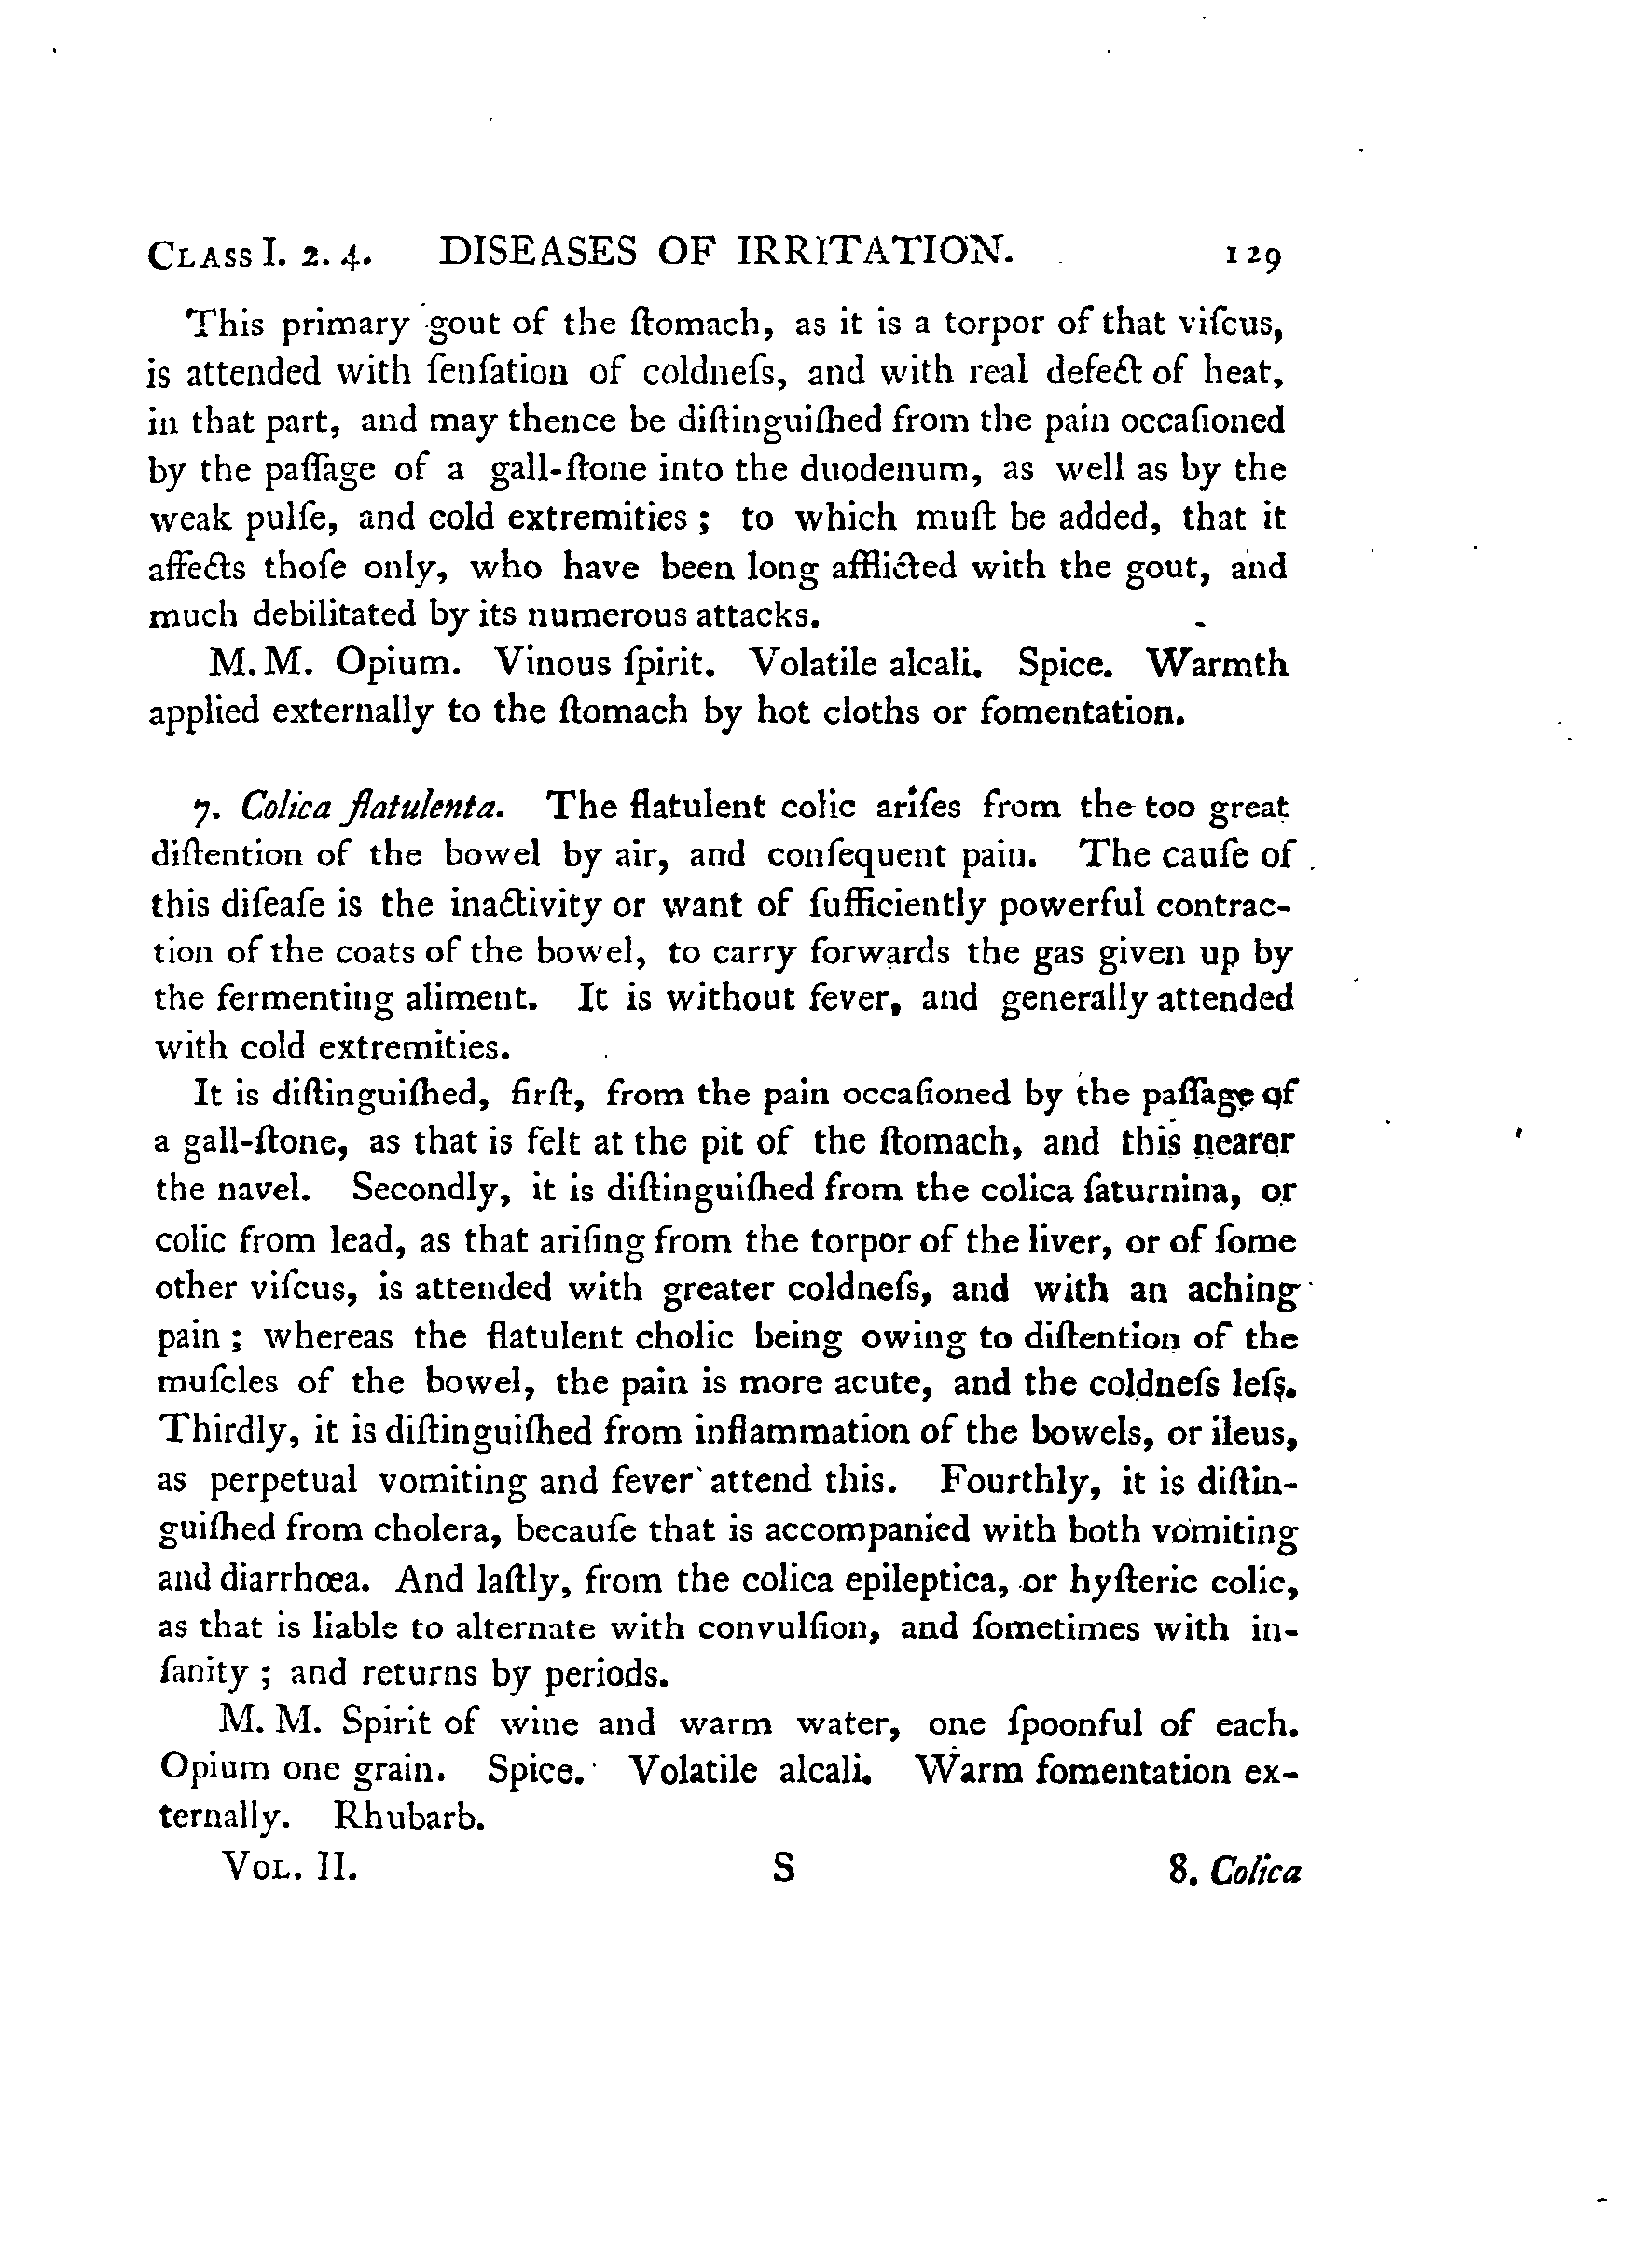 CLASS I. 2. 4. DISEASES OF IRRITATION. 129
This primary gout of the ſtomach, as it is a torpor of that viſcus,
is attended with ſenſation of coldneſs, and with real defect of heat,
in that part, and may thence be diſtinguiſhed from the pain occaſioned
by the paſſage of a gall-ſtone into the duodenum, as well as by the
weak pulſe, and cold extremities ; to which muſt be added, that it
affects thoſe only, who have been long afflicted with the gout, and
much debilitated by its numerous attacks.
M. M. Opium. Vinous ſpirit. Volatile alcali. Spice. Warmth
applied externally to the ſtomach by hot cloths or fomentation.
7. Colica flatulenta. The flatulent colic ariſes from the too great
diſtention of the bowel by air, and conſequent pain. The cauſe of
this diſeaſe is the inactivity or want of ſufficiently powerful contrac-
tion of the coats of the bowel, to carry forwards the gas given up by
the fermenting aliment. It is without fever, and generally attended
with cold extremities.
It is diſtinguiſhed, firſt, from the pain occaſioned by the paſſage of
a gall-ſtone, as that is felt at the pit of the ſtomach, and this nearer
the navel. Secondly, it is diſtinguiſhed from the colica ſaturnina, or
colic from lead, as that ariſing from the torpor of the liver, or of ſome
other viſcus, is attended with greater coldneſs, and with an aching
pain ; whereas the flatulent cholic being owing to diſtention of the
muſcles of the bowel, the pain is more acute, and the coldneſs leſs.
Thirdly, it is diſtinguiſhed from inflammation of the bowels, or ileus,
as perpetual vomiting and fever attend this. Fourthly, it is diſtin-
guiſhed from cholera, becauſe that is accompanied with both vomiting
and diarrhœa. And laſtly, from the colica epileptica, or hyſteric colic,
as that is liable to alternate with convulſion, and ſometimes with in-
ſanity ; and returns by periods.
M. M. Spirit of wine and warm water, one ſpoonful of each.
Opium one grain. Spice. Volatile alcali. Warm fomentation ex-
ternally. Rhubarb.
VOL. II. S 8. Colica